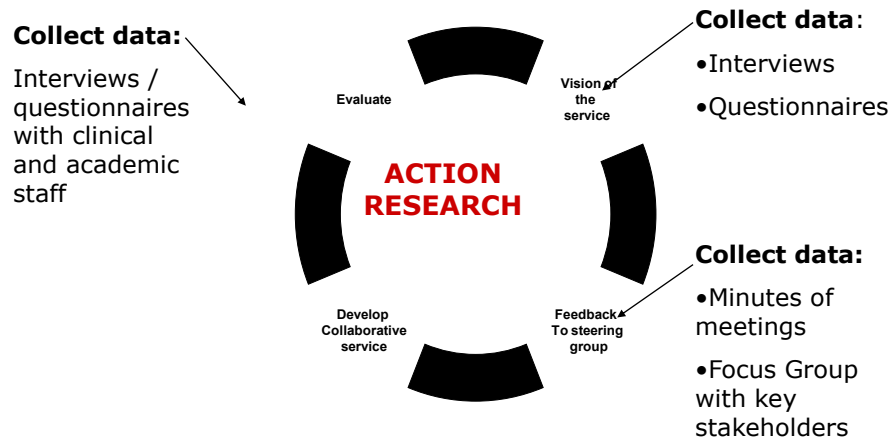 Collect data:
Interviews /
questionnaires
with clinical
and academic
staff
Evaluate
Vision of
the
service
Collect data:
•Interviews
•Questionnaires
ACTION
RESEARCH
Develop
Collaborative
service
Feedback
To steering
group
Collect data:
•Minutes of
meetings
•Focus Group
with key
stakeholders